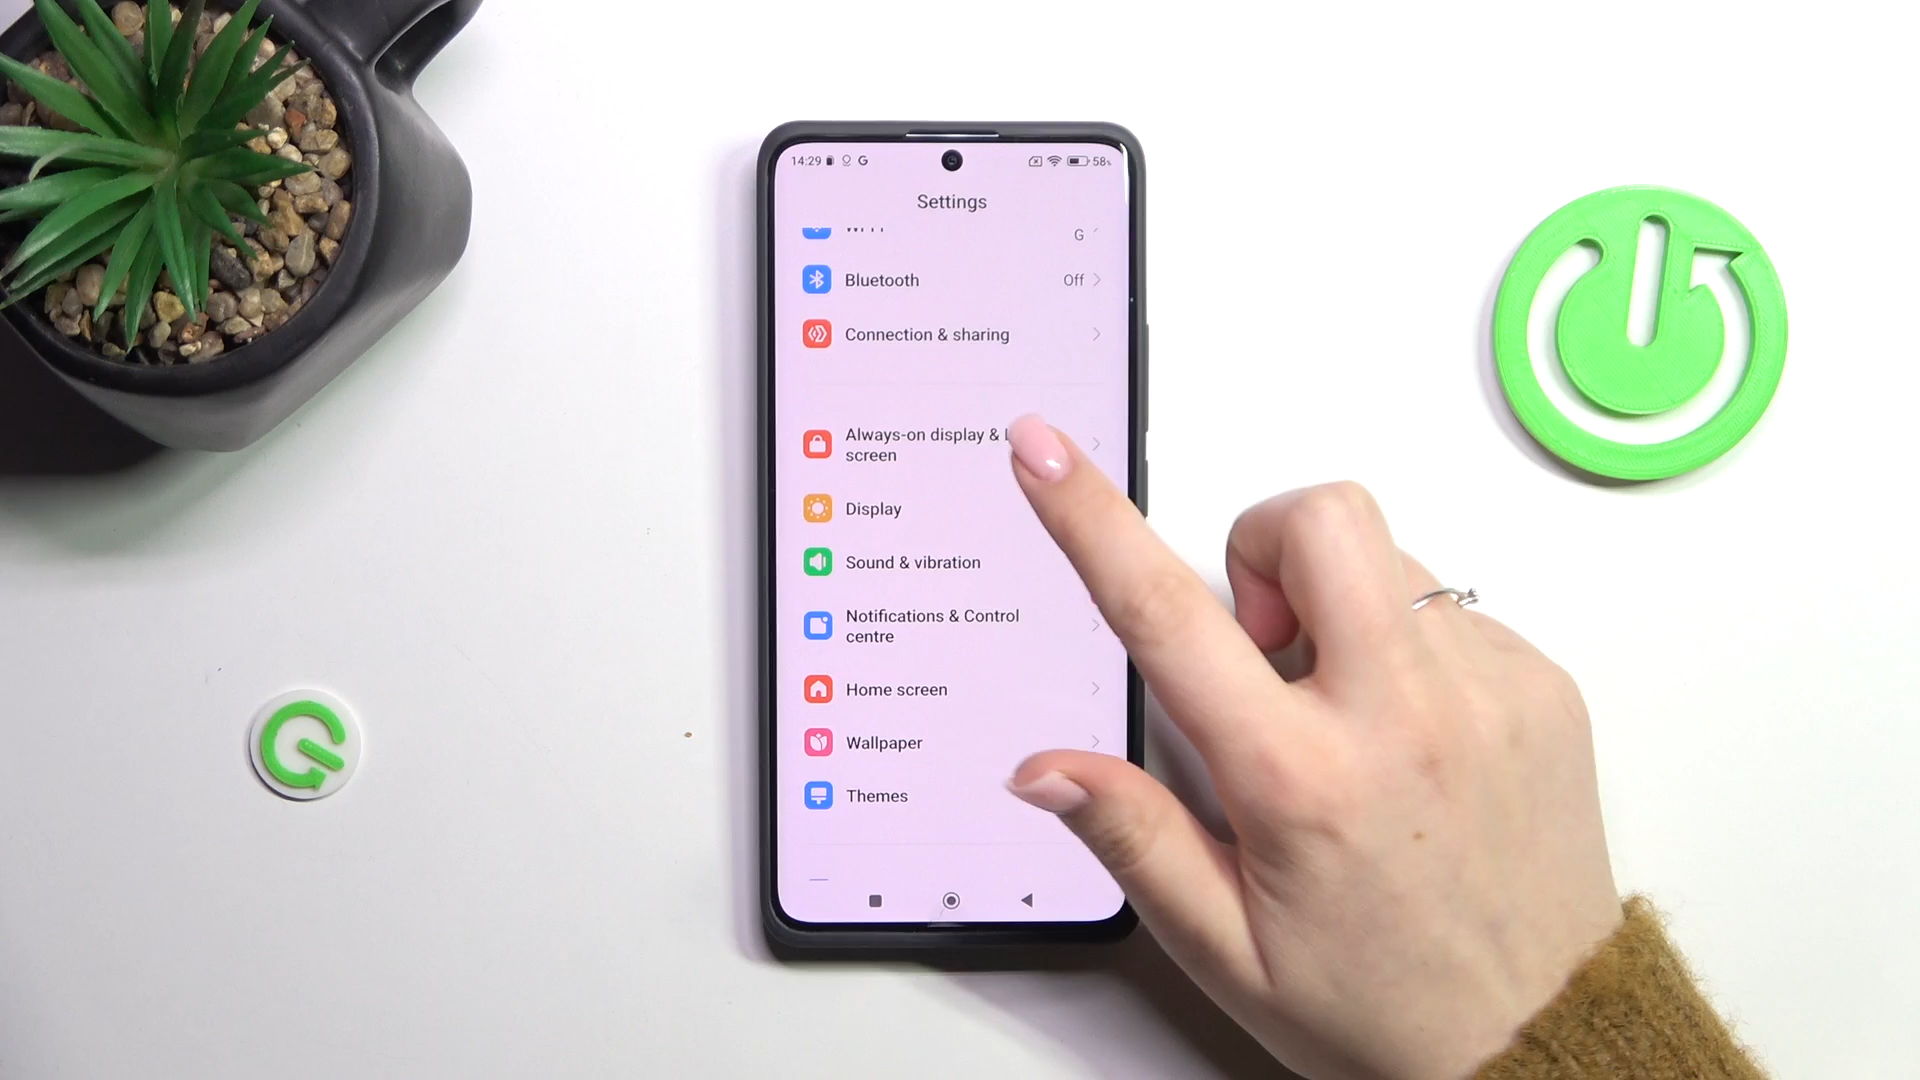 14:29 G 58%
Settings
G
Bluetooth Off
Connection & sharing
Always-on display &
screen
Display
Sound & vibration
Notifications & Control
centre
Home screen
Wallpaper
Themes